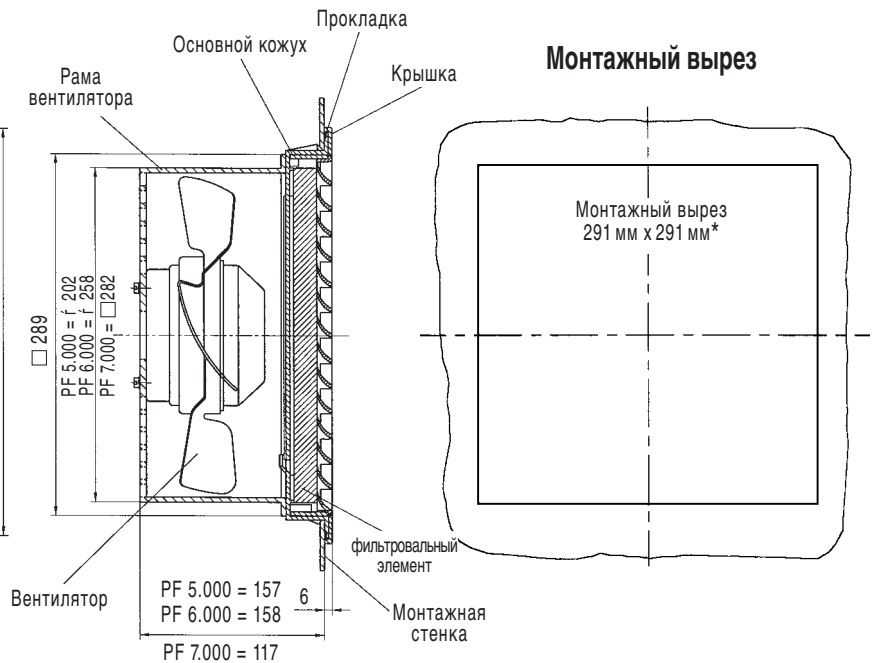 Прокладка
Основной кожух
Монтажный вырез
Крышка
Рама
вентилятора
Монтажный вырез
291 мм x 291 мм*
□ 289
PF 5.000 = ŕ 202
PF 6.000 = ŕ 258
PF 7.000 = □282
фильтровальный
элемент
Вентилятор
PF 5.000 = 157
PF 6.000 = 158
6
Монтажная
стенка
PF 7.000 = 117